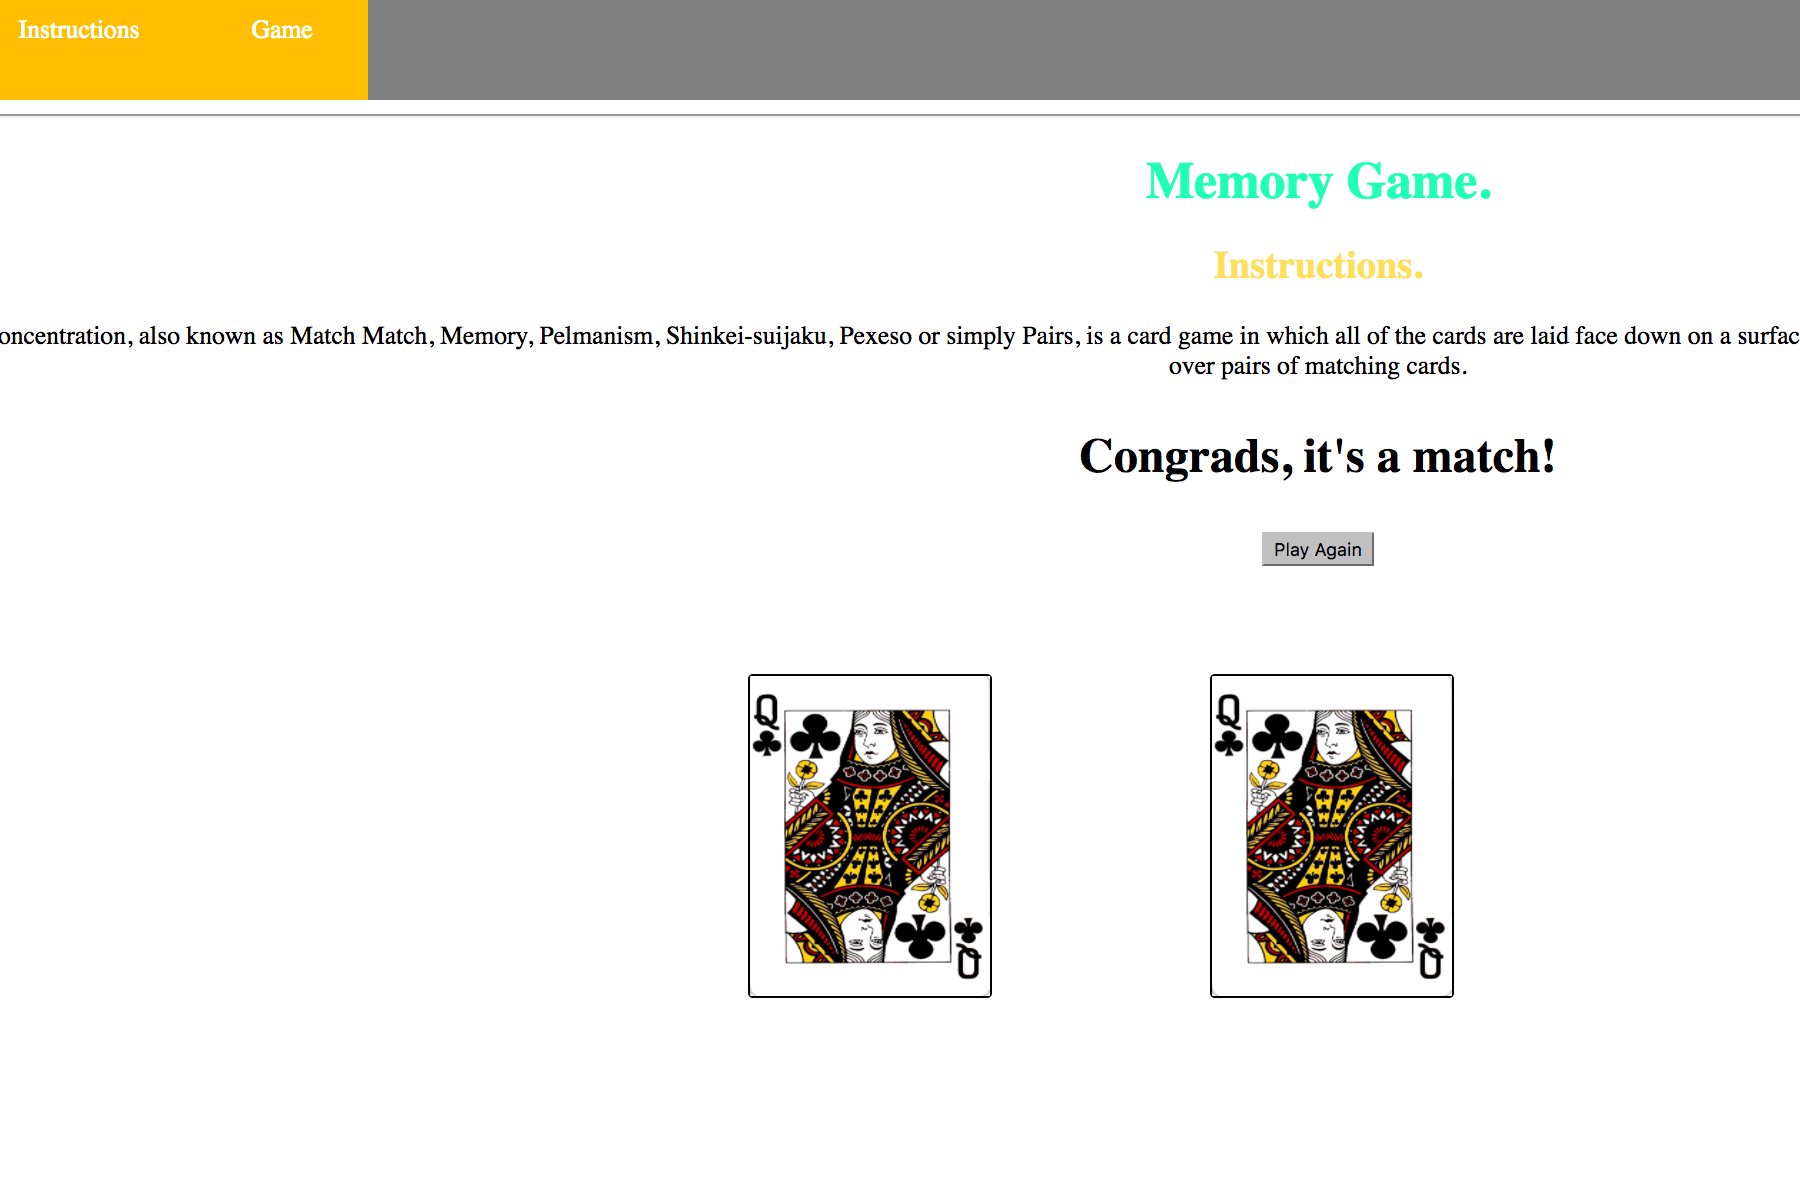 Instructions Game
Memory Game.
Instructions.
oncentration, also known as Match Match, Memory, Pelmanism, Shinkei-suijaku, Pexeso or simply Pairs, is a card game in which all of the cards are laid face down on a surfac
over pairs of matching cards.
Congrads, it's a match!
Play Again
Q Q
Q Q